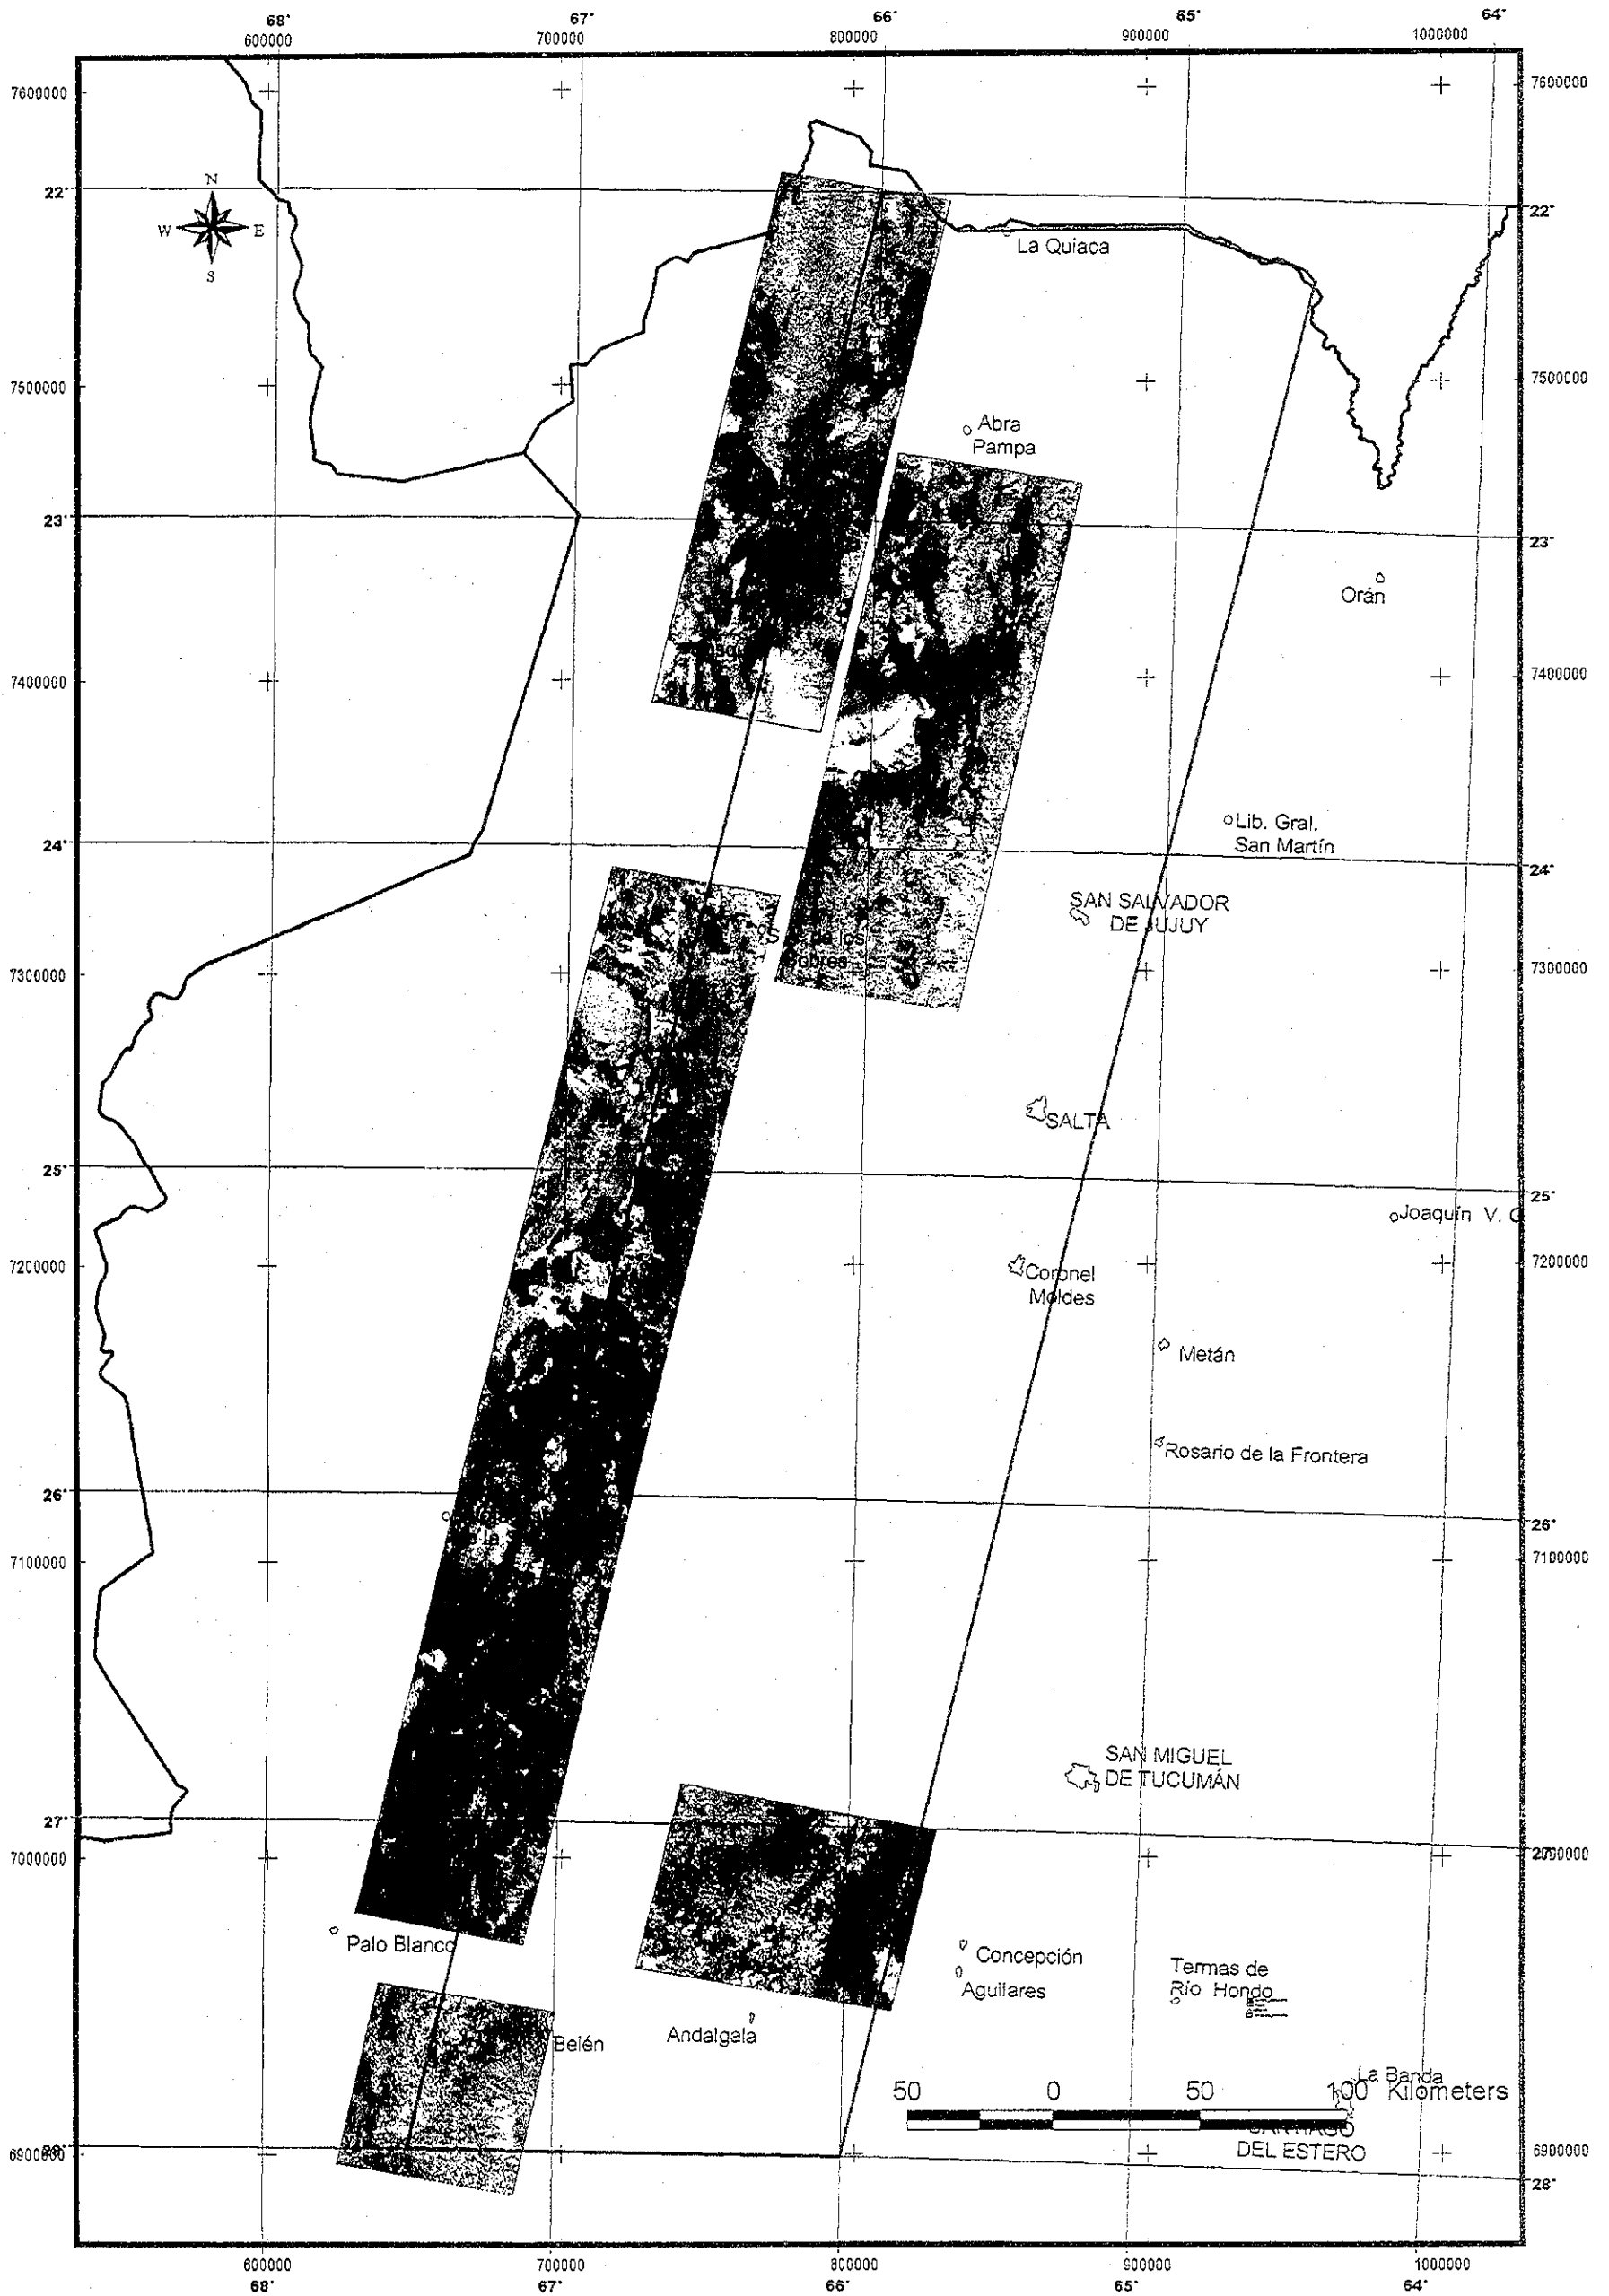 68° 67° 66° 65° 64°
600000 700000 800000 900000 1000000
7600000 7600000
N
W E
S
22° 22°
La Quiaca
7500000 7500000
Abra
Pampa
23° 23°
Orán
7400000 7400000
Lib. Gral.
San Martín
24° 24°
SAN SALVADOR
DE JUJUY
de los
Cobres
7300000 7300000
SALTA
25° 25°
Joaquín V. G
7200000 7200000
Coronel
Moldes
Metán
Rosario de la Frontera
26° 26°
7100000 7100000
SAN MIGUEL
DE TUCUMÁN
27°
7000000
Palo Blanco
Concepción
Aguilares
Termas de
Río Hondo
Andalgala
Belén
La Banda
50 0 50 100 Kilometers
SANTIAGO
DEL ESTERO
6900000 6900000
28°
600000 700000 800000 900000 1000000
68° 67° 66° 65° 64°